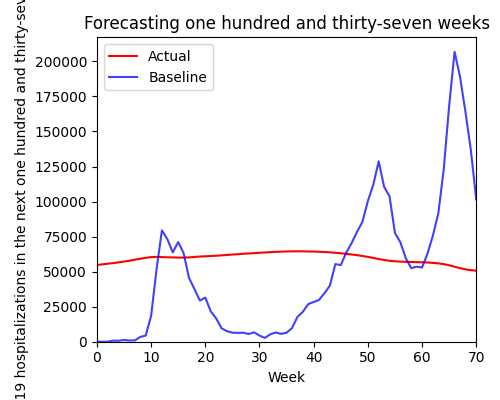 Forecasting one hundred and thirty-seven weeks
19 hospitalizations in the next one hundred and thirty-sev
Actual
Baseline
200000
175000
150000
125000
100000
75000
50000
25000
0
0 10 20 30 40 50 60 70
Week